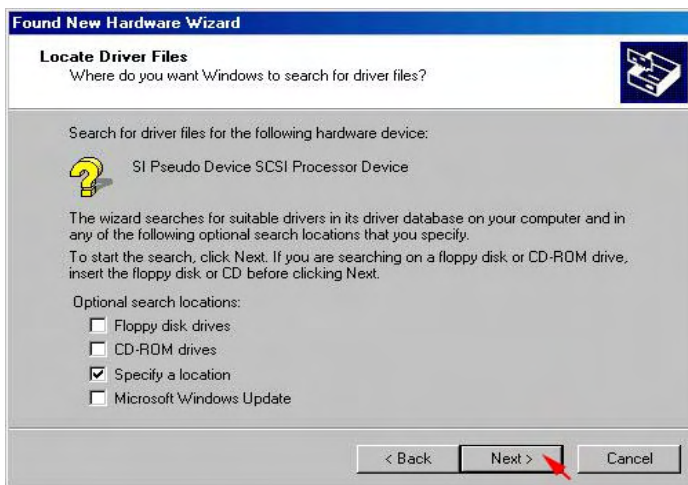 Found New Hardware Wizard
Locate Driver Files
Where do you want Windows to search for driver files?
Search for driver files for the following hardware device:
SI Pseudo Device SCSI Processor Device
The wizard searches for suitable drivers in its driver database on your computer and in
any of the following optional search locations that you specify.
To start the search, click Next. If you are searching on a floppy disk or CD-ROM drive,
insert the floppy disk or CD before clicking Next.
Optional search locations:
Floppy disk drives
CD-ROM drives
Specify a location
Microsoft Windows Update
< Back Next > Cancel